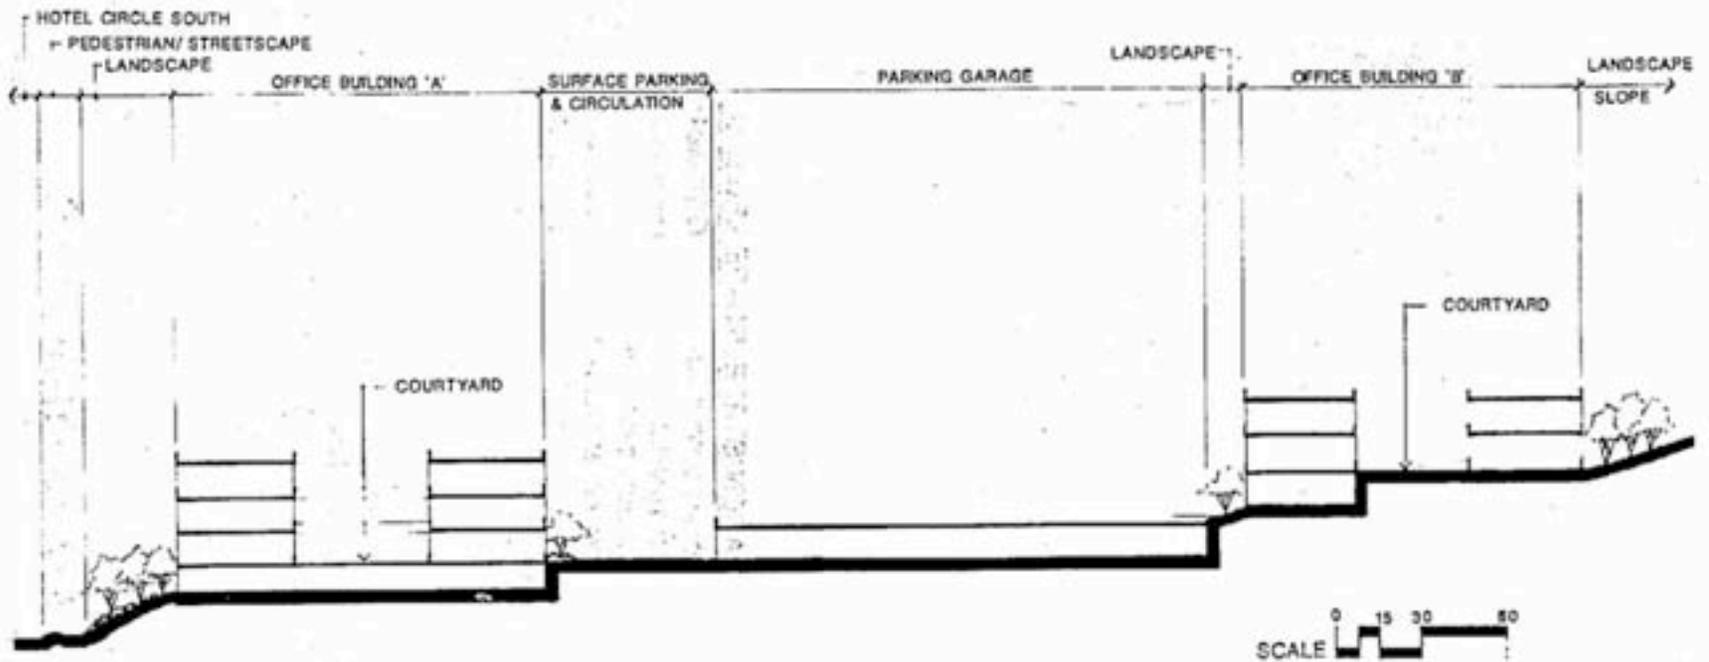 HOTEL CIRCLE SOUTH
PEDESTRIAN/ STREETSCAPE
LANDSCAPE
OFFICE BUILDING "A"
SURFACE PARKING
& CIRCULATION
PARKING GARAGE
LANDSCAPE
OFFICE BUILDING "B"
LANDSCAPE
SLOPE
COURTYARD
COURTYARD
SCALE 0 15 30 60